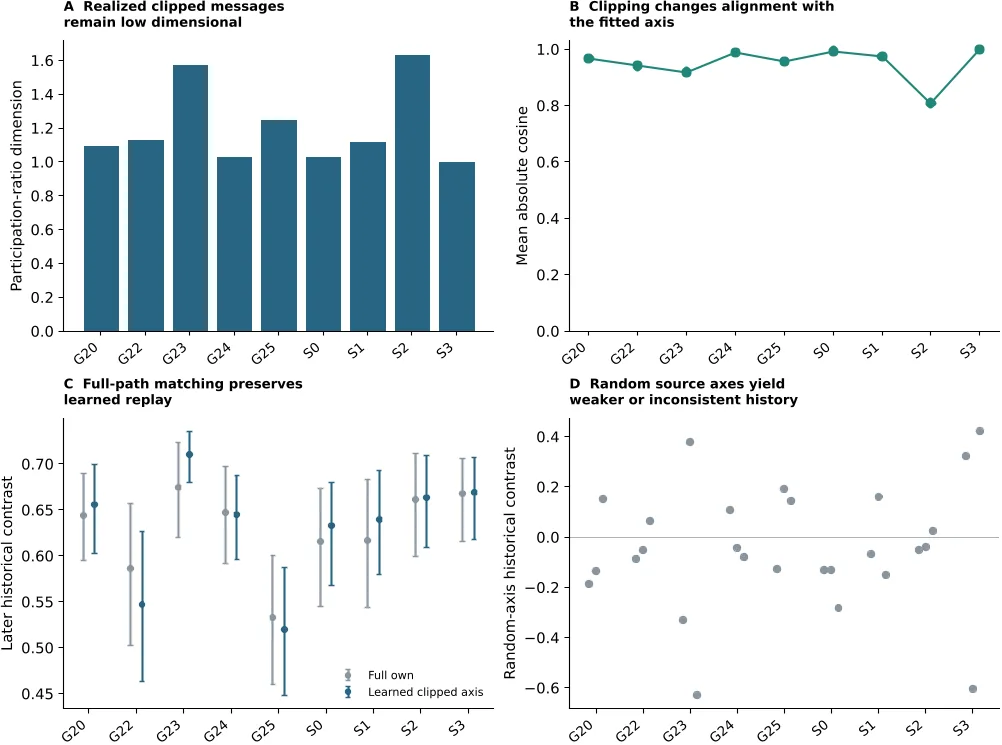 A Realized clipped messages
remain low dimensional
Participation-ratio dimension
1.6
1.4
1.2
1.0
0.8
0.6
0.4
0.2
0.0
G20 G22 G23 G24 G25 S0 S1 S2 S3
B Clipping changes alignment with
the fitted axis
Mean absolute cosine
1.0
0.8
0.6
0.4
0.2
0.0
G20 G22 G23 G24 G25 S0 S1 S2 S3
C Full-path matching preserves
learned replay
Later historical contrast
0.70
0.65
0.60
0.55
0.50
0.45
Full own
Learned clipped axis
G20 G22 G23 G24 G25 S0 S1 S2 S3
D Random source axes yield
weaker or inconsistent history
Random-axis historical contrast
0.4
0.2
0.0
−0.2
−0.4
−0.6
G20 G22 G23 G24 G25 S0 S1 S2 S3